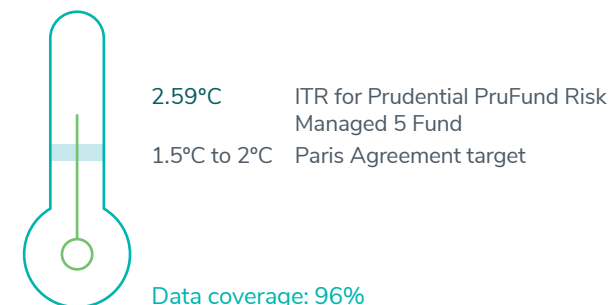 2.59°C ITR for Prudential PruFund Risk
Managed 5 Fund
1.5°C to 2°C Paris Agreement target
Data coverage: 96%